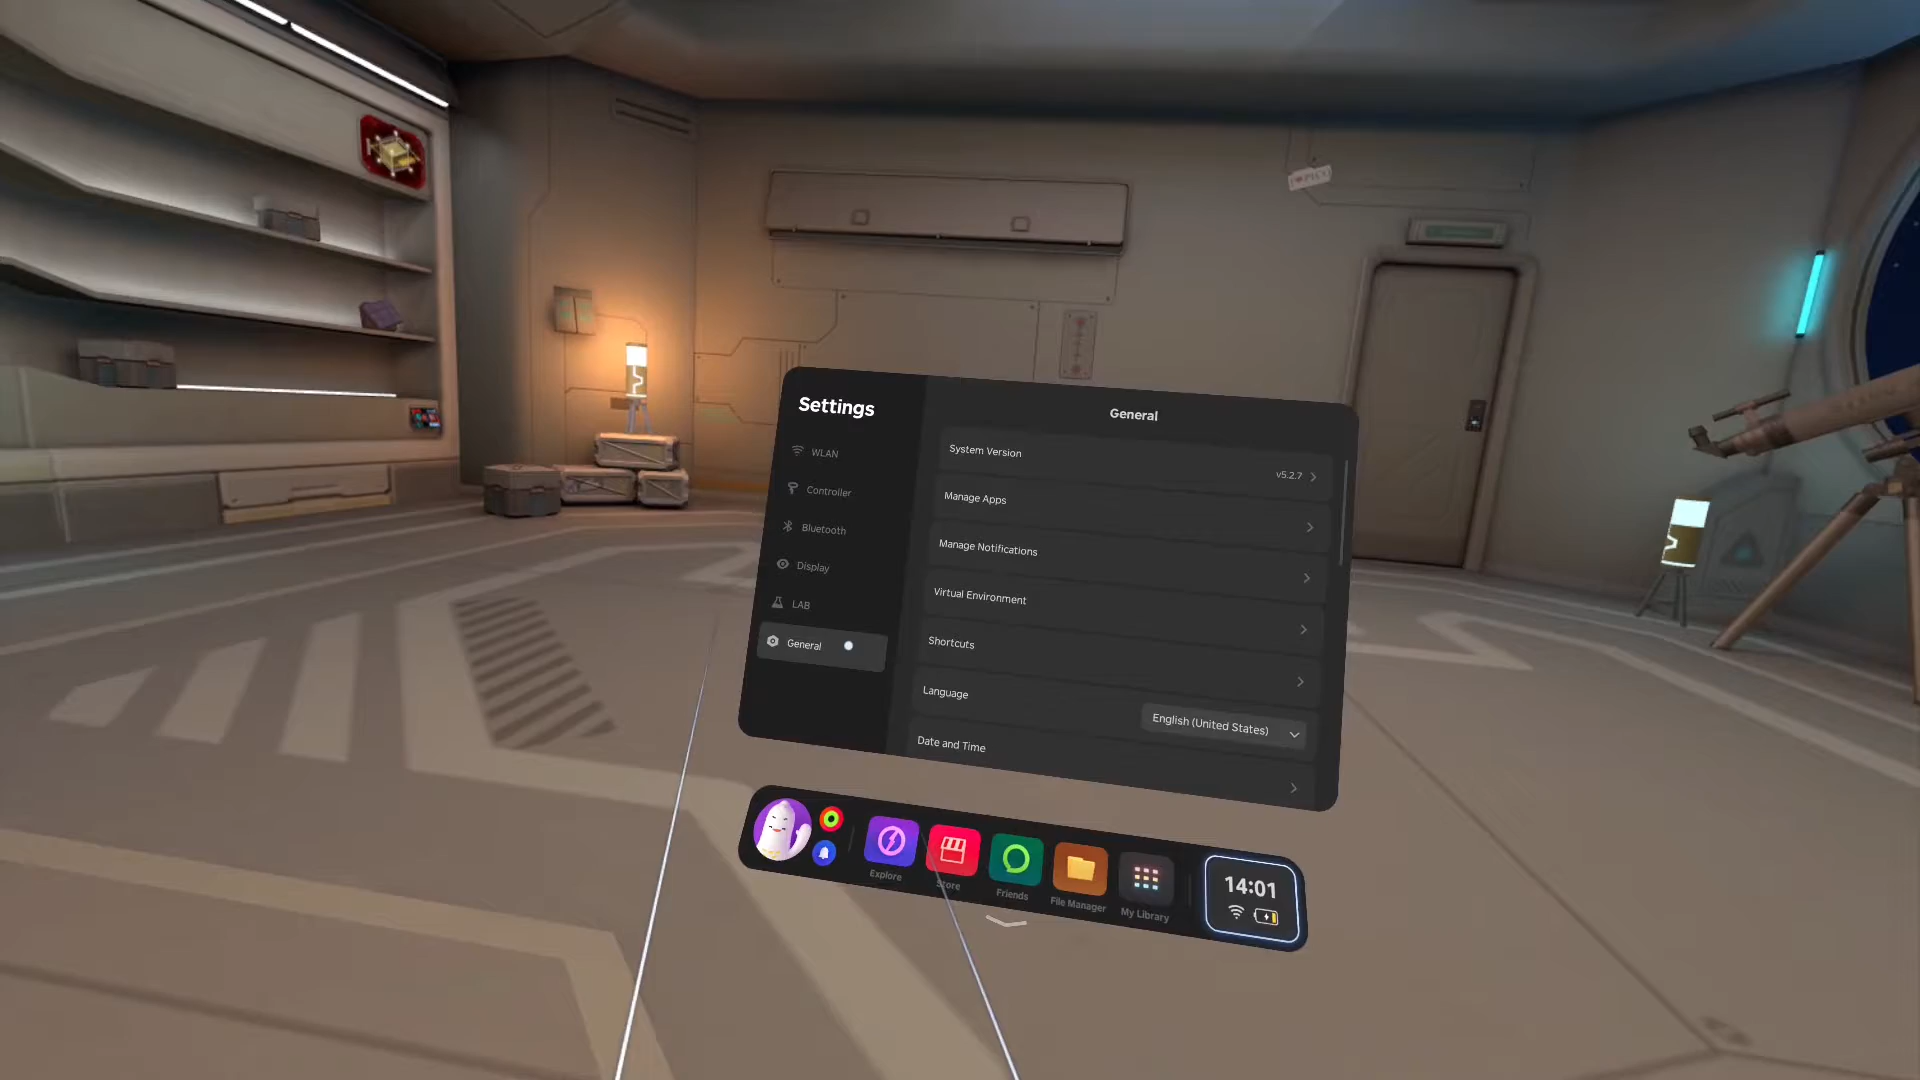 Settings
WLAN
Controller
Bluetooth
Display
LAB
General
General
System Version
v5.2.7
Manage Apps
Manage Notifications
Virtual Environment
Shortcuts
Language
English (United States)
Date and Time
Explore
Store
Friends
File Manager
My Library
14:01